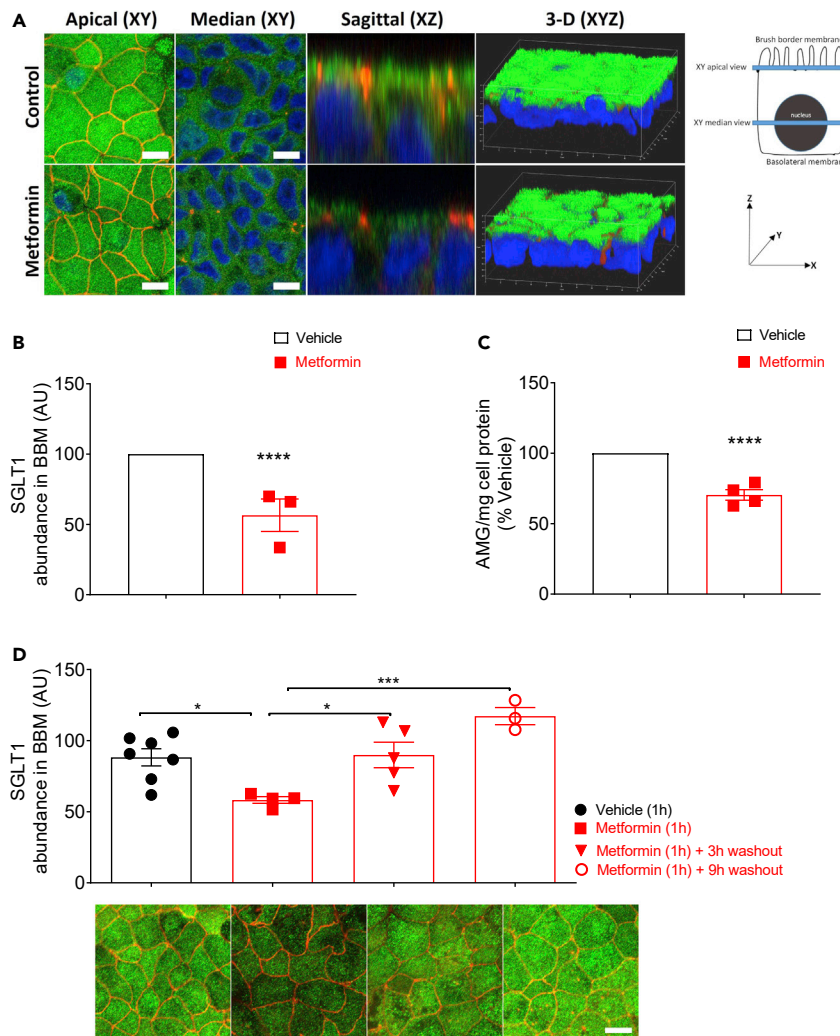 A
Apical (XY) Median (XY) Sagittal (XZ) 3-D (XYZ)
Control
Metformin
Brush border membrane
XY apical view
nucleus
XY median view
Basolateral membrane
Z
Y
X
B
Vehicle
Metformin
SGLT1
abundance in BBM (AU)
150
100
50
0
****
C
Vehicle
Metformin
AMG/mg cell protein
(% Vehicle)
150
100
50
0
****
D
SGLT1
abundance in BBM (AU)
150
100
50
0
***
* *
Vehicle (1h)
Metformin (1h)
Metformin (1h) + 3h washout
Metformin (1h) + 9h washout